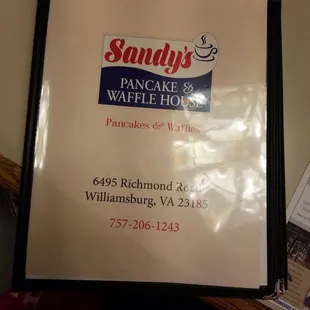 Sandy's
PANCAKE &
WAFFLE HOUSE
Pancakes & Waffles
6495 Richmond Road
Williamsburg, VA 23185
757-206-1243